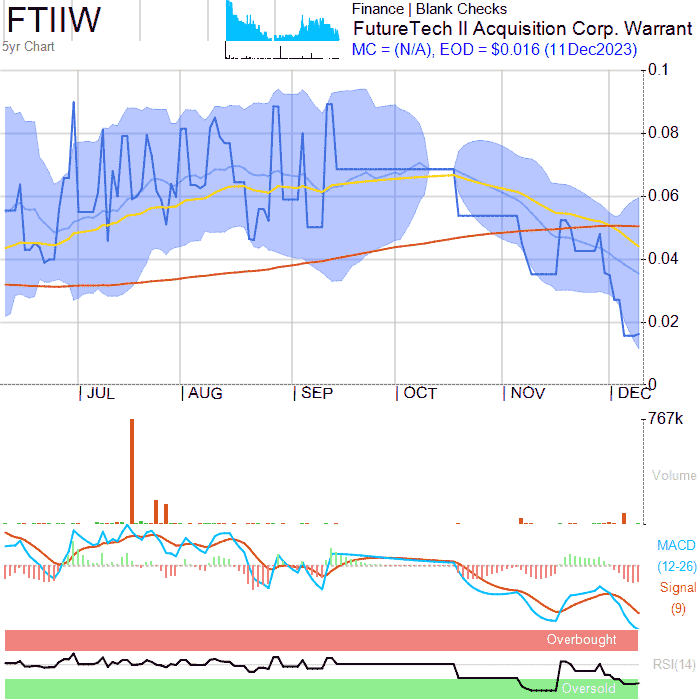 FTIIW
5yr Chart
Finance | Blank Checks
FutureTech II Acquisition Corp. Warrant
MC = (N/A), EOD = $0.016 (11Dec2023)
0.1
0.08
0.06
0.04
0.02
0
JUL
AUG
SEP
OCT
NOV
DEC
767k
Volume
MACD
(12-26)
Signal
(9)
Overbought
RSI(14)
Oversold